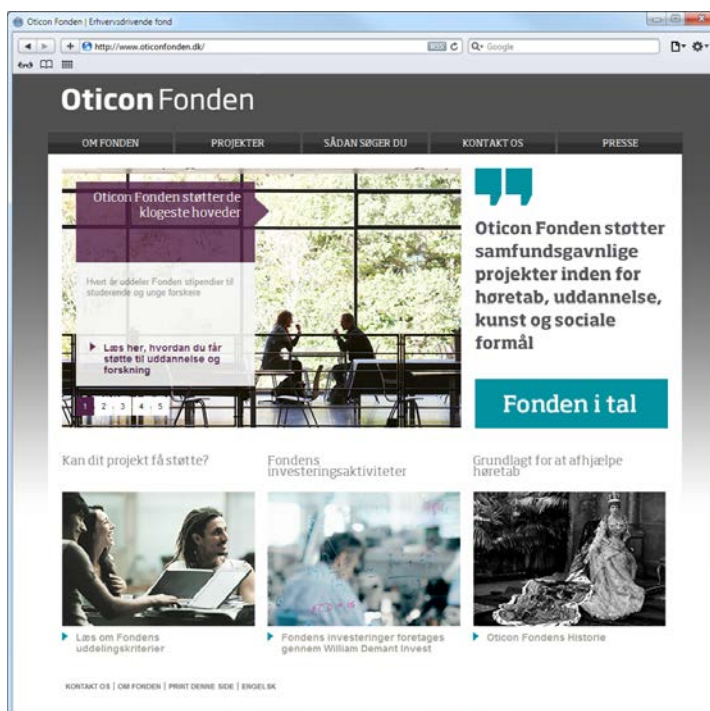 Oticon Fonden | Erhvervsdrivende fond
http://www.oticonfonden.dk/
RSS
Google
Oticon Fonden
OM FONDEN
PROJEKTER
SÅDAN SØGER DU
KONTAKT OS
PRESSE
Oticon Fonden støtter de
klogeste hoveder
Hvert år uddeler Fonden stipendier til
studerende og unge forskere
Læs her, hvordan du får
støtte til uddannelse og
forskning
1 2 3 4 5
Oticon Fonden støtter
samfundsgavnlige
projekter inden for
høretab, uddannelse,
kunst og sociale
formål
Fonden i tal
Kan dit projekt få støtte?
Læs om Fondens
uddelingskriterier
Fondens
investeringsaktiviteter
Fondens investeringer foretages
gennem William Demant Invest
Grundlagt for at afhjælpe
høretab
Oticon Fondens Historie
KONTAKT OS | OM FONDEN | PRINT DENNE SIDE | ENGELSK